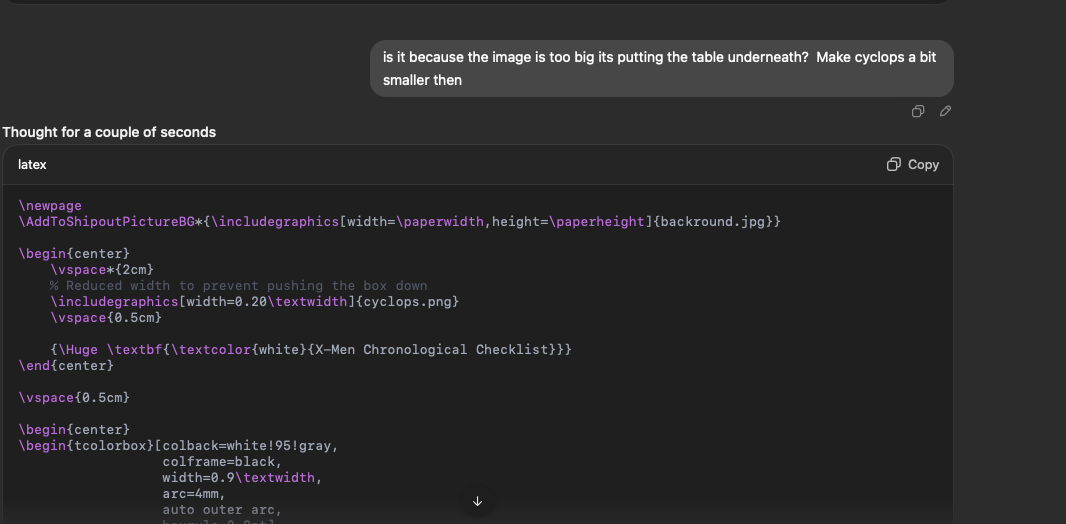 is it because the image is too big its putting the table underneath?  Make cyclops a bit
smaller then
Thought for a couple of seconds
latex
Copy
\newpage
\AddToShipoutPictureBG*{\includegraphics[width=\paperwidth,height=\paperheight]{backround.jpg}}

\begin{center}
    \vspace*{2cm}
    % Reduced width to prevent pushing the box down
    \includegraphics[width=0.20\textwidth]{cyclops.png}
    \vspace{0.5cm}

    {\Huge \textbf{\textcolor{white}{X-Men Chronological Checklist}}}
\end{center}

\vspace{0.5cm}

\begin{center}
\begin{tcolorbox}[colback=white!95!gray,
                  colframe=black,
                  width=0.9\textwidth,
                  arc=4mm,
                  auto outer arc,